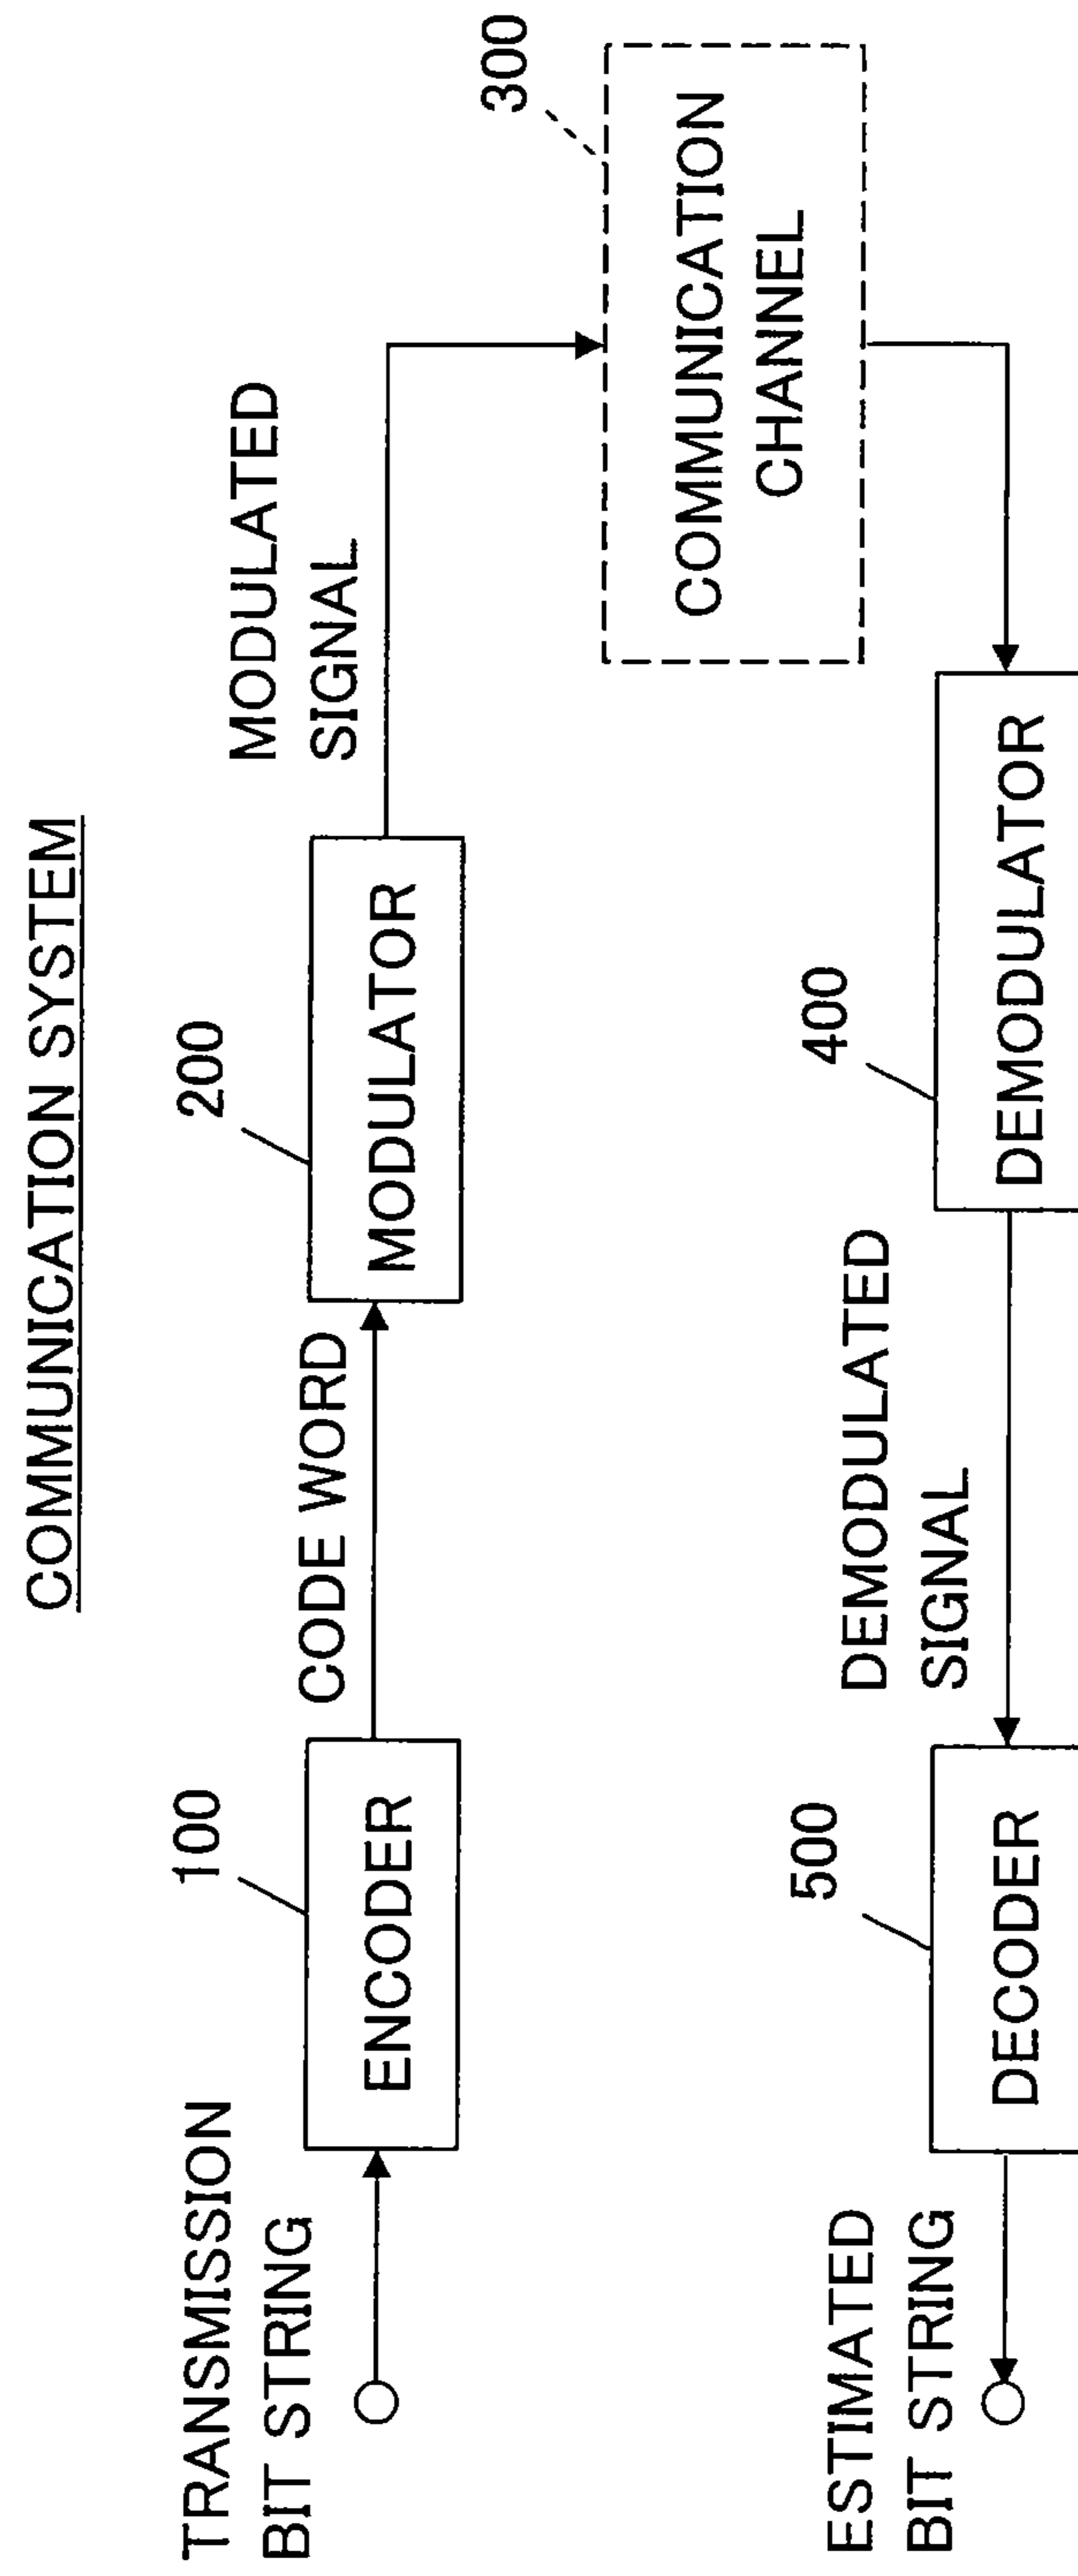 COMMUNICATION SYSTEM
TRANSMISSION
BIT STRING
100
ENCODER
CODE WORD
200
MODULATOR
MODULATED
SIGNAL
300
COMMUNICATION
CHANNEL
400
DEMODULATOR
DEMODULATED
SIGNAL
500
DECODER
ESTIMATED
BIT STRING